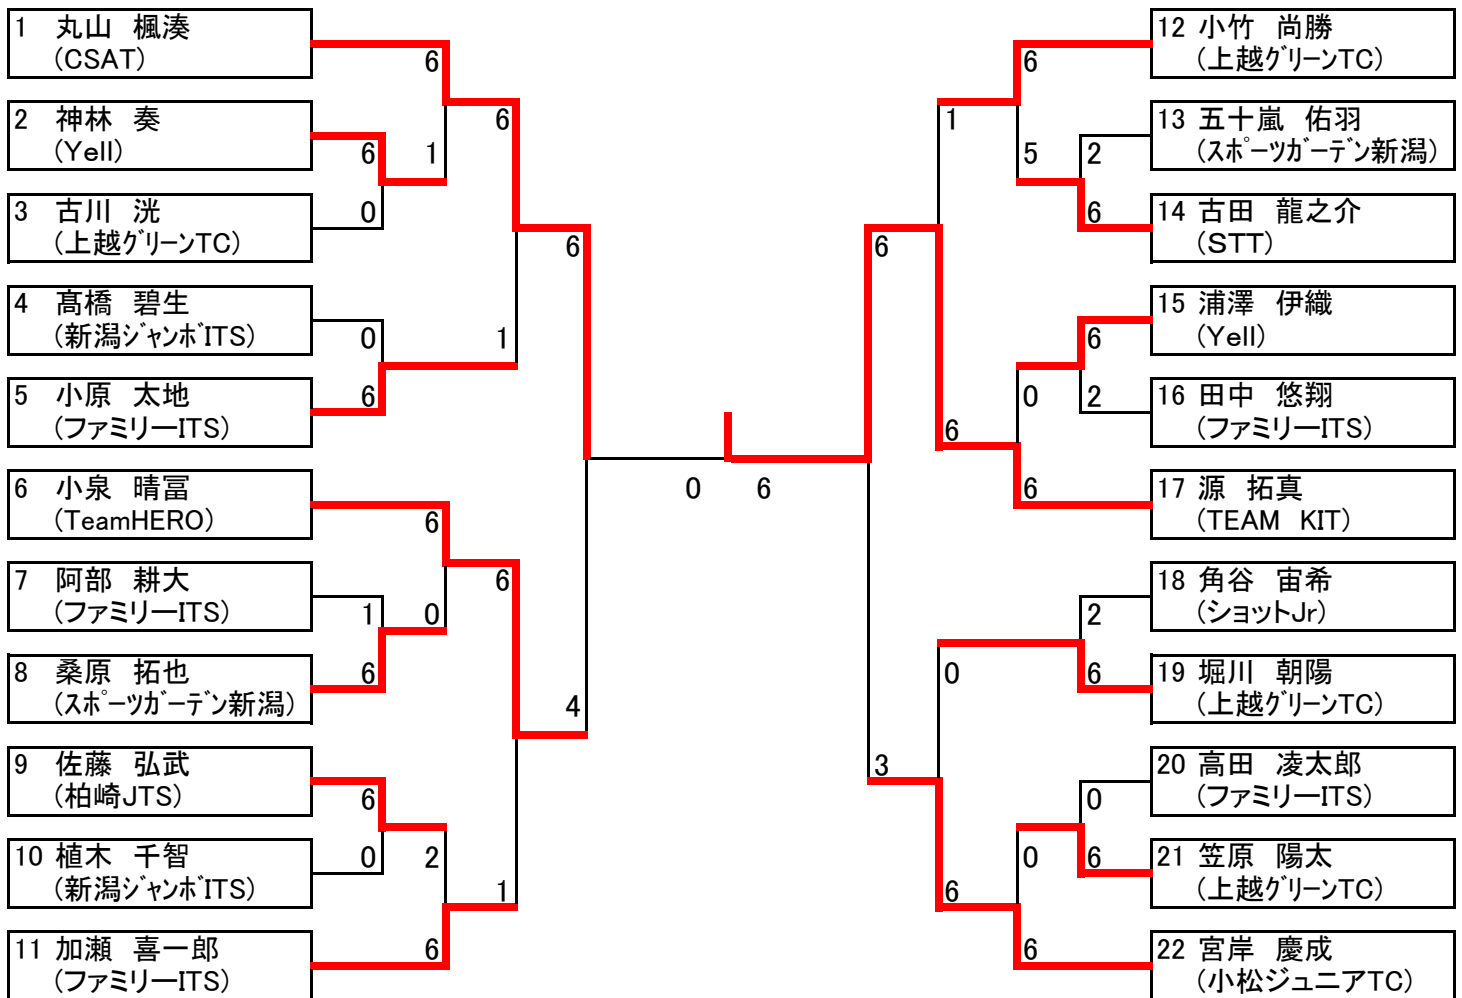 1 丸山 楓湊
(CSAT)
6
2 神林 奏
(Yell)
6
1
6
3 古川 洸
(上越グリーンTC)
0
6
4 髙橋 碧生
(新潟ジャンボITS)
0
1
5 小原 太地
(ファミリーITS)
6
6 小泉 晴冨
(TeamHERO)
6
7 阿部 耕大
(ファミリーITS)
1
0
6
8 桑原 拓也
(スポーツガーデン新潟)
6
4
9 佐藤 弘武
(柏崎JTS)
6
10 植木 千智
(新潟ジャンボITS)
0
2
1
11 加瀬 喜一郎
(ファミリーITS)
6
0 6
12 小竹 尚勝
(上越グリーンTC)
6
13 五十嵐 佑羽
(スポーツガーデン新潟)
1
5
2
14 古田 龍之介
(STT)
6
6
15 浦澤 伊織
(Yell)
6
16 田中 悠翔
(ファミリーITS)
0
2
6
17 源 拓真
(TEAM KIT)
6
18 角谷 宙希
(ショットJr)
2
19 堀川 朝陽
(上越グリーンTC)
0
6
20 高田 凌太郎
(ファミリーITS)
3
0
21 笠原 陽太
(上越グリーンTC)
0
6
6
22 宮岸 慶成
(小松ジュニアTC)
6